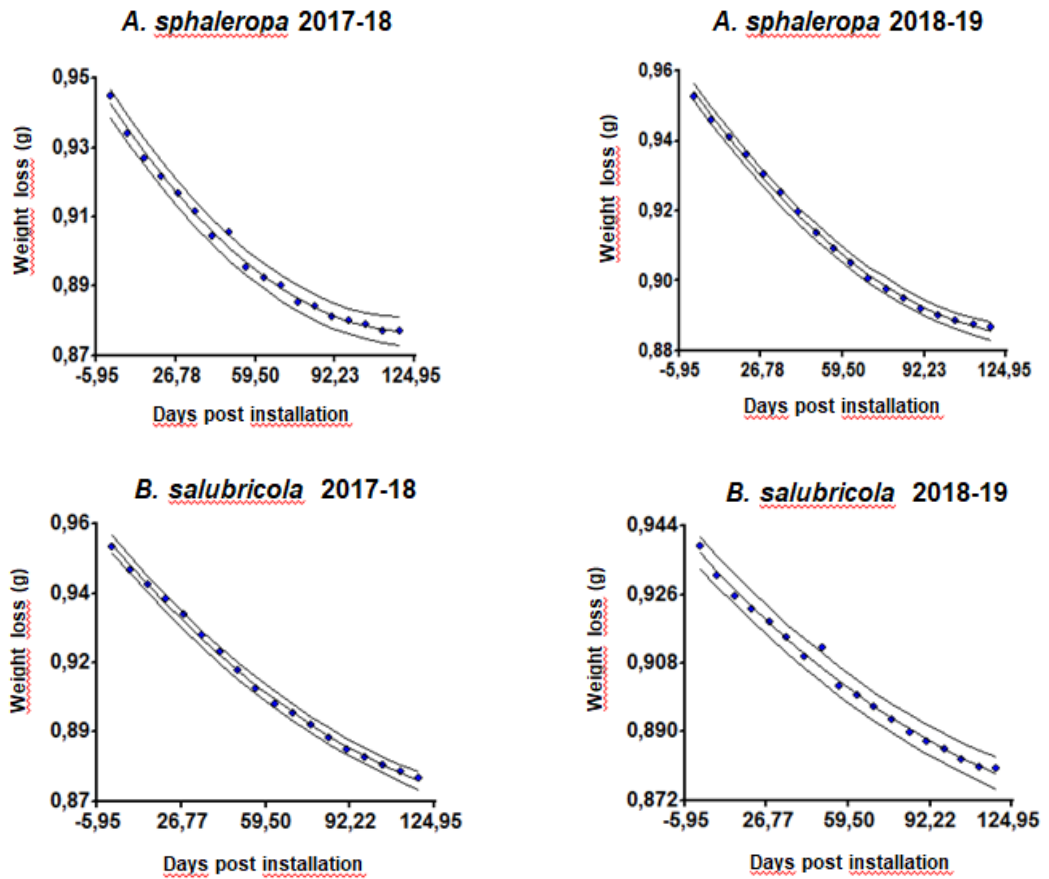 A. sphaleropa 2017-18
0,95
0,93
0,91
0,89
0,87
Weight loss (g)
-5,95 26,78 59,50 92,23 124,95
Days post installation
A. sphaleropa 2018-19
0,96
0,94
0,92
0,90
0,88
Weight loss (g)
-5,95 26,78 59,50 92,23 124,95
Days post installation
B. salubricola 2017-18
0,96
0,94
0,92
0,89
0,87
Weight loss (g)
-5,95 26,77 59,50 92,22 124,95
Days post installation
B. salubricola 2018-19
0,944
0,926
0,908
0,890
0,872
Weight loss (g)
-5,95 26,77 59,50 92,22 124,95
Days post installation